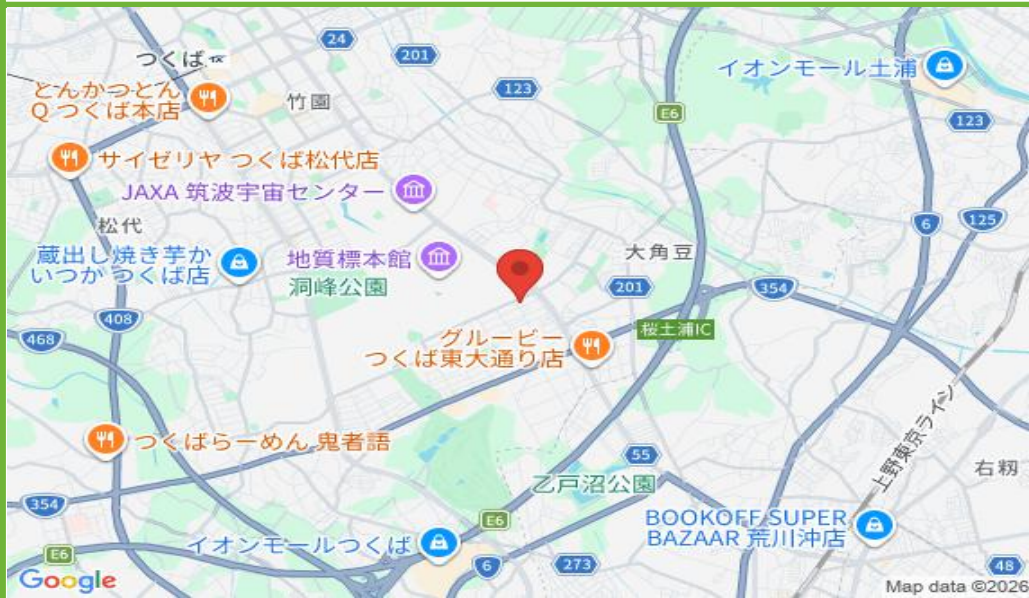 24
201
つくば
イオンモール土浦
とんかつとん
Q つくば本店
竹園
123
E6
123
サイゼリヤ つくば松代店
JAXA 筑波宇宙センター
125
6
松代
蔵出し焼き芋か
いつか つくば店
地質標本館
洞峰公園
大角豆
201
354
408
468
桜土浦IC
グルービー
つくば東大通り店
つくばらーめん 鬼者語
上野東京ライン
55
右籾
乙戸沼公園
354
E6
BOOKOFF SUPER
BAZAAR 荒川沖店
イオンモールつくば
E6
6
273
48
Google
Map data ©2026